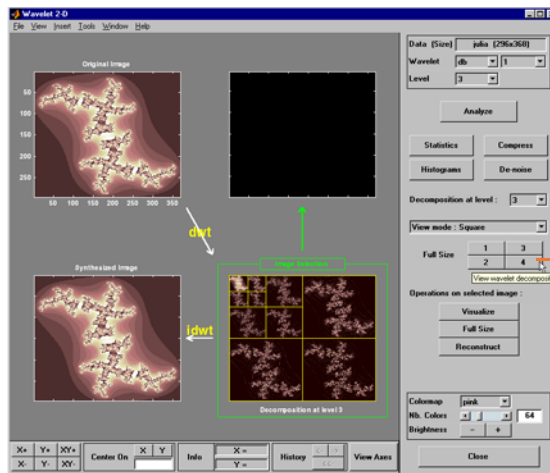 Wavelet 2-D
File View Insert Tools Window Help
Original Image
50
100
150
200
250
50 100 150 200 250 300 350
dwt
Synthesized Image
idwt
Image Selection
Decomposition at level 3
Data (Size) julia (296x368)
Wavelet db 1
Level 3
Analyze
Statistics Compress
Histograms De-noise
Decomposition at level : 3
View mode : Square
Full Size 1 3
2 4
View wavelet decomposit
Operations on selected image :
Visualize
Full Size
Reconstruct
Colormap pink
Nb. Colors 64
Brightness - +
Close
X+ Y+ XY+
X- Y- XY-
Center On X Y
Info X =
Y =
History < >
<<
View Axes